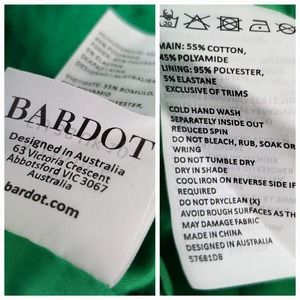 BARDOT
Designed In Australia
63 Victoria Crescent
Abbotsford VIC 3067
Australia
bardot.com
MAIN: 55% COTTON,
45% POLYAMIDE
LINING: 95% POLYESTER,
5% ELASTANE
EXCLUSIVE OF TRIMS
COLD HAND WASH
SEPARATELY INSIDE OUT
REDUCED SPIN
DO NOT BLEACH, RUB, SOAK OR
WRING
DO NOT TUMBLE DRY
DRY IN SHADE
COOL IRON ON REVERSE SIDE IF
REQUIRED
DO NOT DRYCLEAN (X)
AVOID ROUGH SURFACES AS TH
MAY DAMAGE FABRIC
MADE IN CHINA
DESIGNED IN AUSTRALIA
57681DB